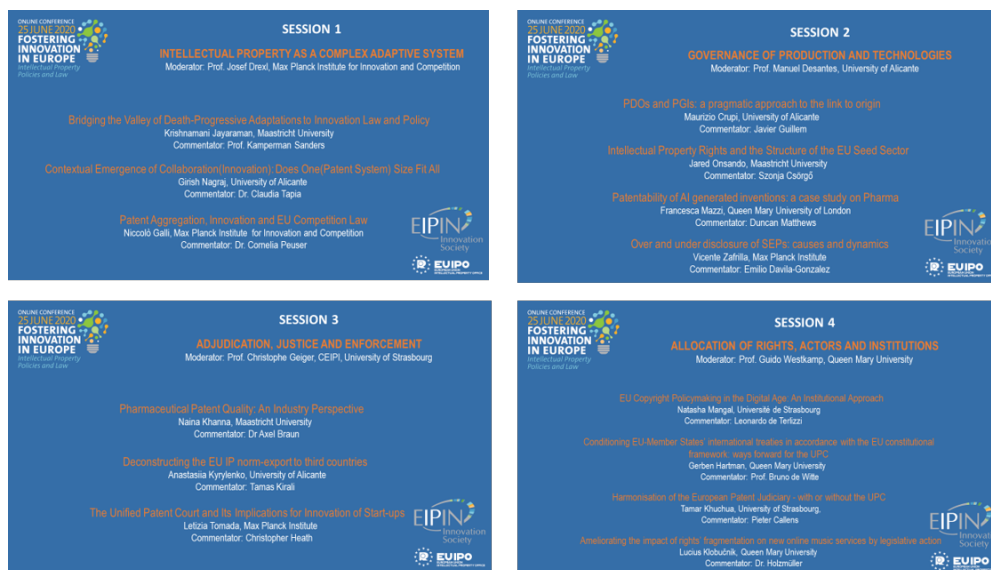 ONLINE CONFERENCE
25 JUNE 2020
FOSTERING
INNOVATION
IN EUROPE
Intellectual Property
Policies and Law
SESSION 1
INTELLECTUAL PROPERTY AS A COMPLEX ADAPTIVE SYSTEM
Moderator: Prof. Josef Drexl, Max Planck Institute for Innovation and Competition
Bridging the Valley of Death-Progressive Adaptations to Innovation Law and Policy
Krishnamani Jayaraman, Maastricht University
Commentator: Prof. Kamperman Sanders
Contextual Emergence of Collaboration(Innovation): Does One(Patent System) Size Fit All
Girish Nagraj, University of Alicante
Commentator: Dr. Claudia Tapia
Patent Aggregation, Innovation and EU Competition Law
Niccolò Galli, Max Planck Institute for Innovation and Competition
Commentator: Dr. Cornelia Peuser
EIPIN
Innovation
Society
EUIPO
ONLINE CONFERENCE
25 JUNE 2020
FOSTERING
INNOVATION
IN EUROPE
Intellectual Property
Policies and Law
SESSION 2
GOVERNANCE OF PRODUCTION AND TECHNOLOGIES
Moderator: Prof. Manuel Desantes, University of Alicante
PDOs and PGIs: a pragmatic approach to the link to origin
Maurizio Crupi, University of Alicante
Commentator: Javier Guillem
Intellectual Property Rights and the Structure of the EU Seed Sector
Jared Onsando, Maastricht University
Commentator: Szonja Csörgő
Patentability of AI generated inventions: a case study on Pharma
Francesca Mazzi, Queen Mary University of London
Commentator: Duncan Matthews
Over and under disclosure of SEPs: causes and dynamics
Vicente Zafrilla, Max Planck Institute
Commentator: Emilio Davila-Gonzalez
EIPIN
Innovation
Society
EUIPO
ONLINE CONFERENCE
25 JUNE 2020
FOSTERING
INNOVATION
IN EUROPE
Intellectual Property
Policies and Law
SESSION 3
ADJUDICATION, JUSTICE AND ENFORCEMENT
Moderator: Prof. Christophe Geiger, CEIPI, University of Strasbourg
Pharmaceutical Patent Quality: An Industry Perspective
Naina Khanna, Maastricht University
Commentator: Dr Axel Braun
Deconstructing the EU IP norm-export to third countries
Anastasiia Kyrylenko, University of Alicante
Commentator: Tamas Kirali
The Unified Patent Court and Its Implications for Innovation of Start-ups
Letizia Tomada, Max Planck Institute
Commentator: Christopher Heath
EIPIN
Innovation
Society
EUIPO
ONLINE CONFERENCE
25 JUNE 2020
FOSTERING
INNOVATION
IN EUROPE
Intellectual Property
Policies and Law
SESSION 4
ALLOCATION OF RIGHTS, ACTORS AND INSTITUTIONS
Moderator: Prof. Guido Westkamp, Queen Mary University
EU Copyright Policymaking in the Digital Age: An Institutional Approach
Natasha Mangal, Université de Strasbourg
Commentator: Leonardo de Terlizzi
Conditioning EU-Member States' international treaties in accordance with the EU constitutional
framework: ways forward for the UPC
Gerben Hartman, Queen Mary University
Commentator: Prof. Bruno de Witte
Harmonisation of the European Patent Judiciary - with or without the UPC
Tamar Khuchua, University of Strasbourg,
Commentator: Pieter Callens
Ameliorating the impact of rights' fragmentation on new online music services by legislative action
Lucius Klobučník, Queen Mary University
Commentator: Dr. Holzmüller
EIPIN
Innovati
Society
EUIPO